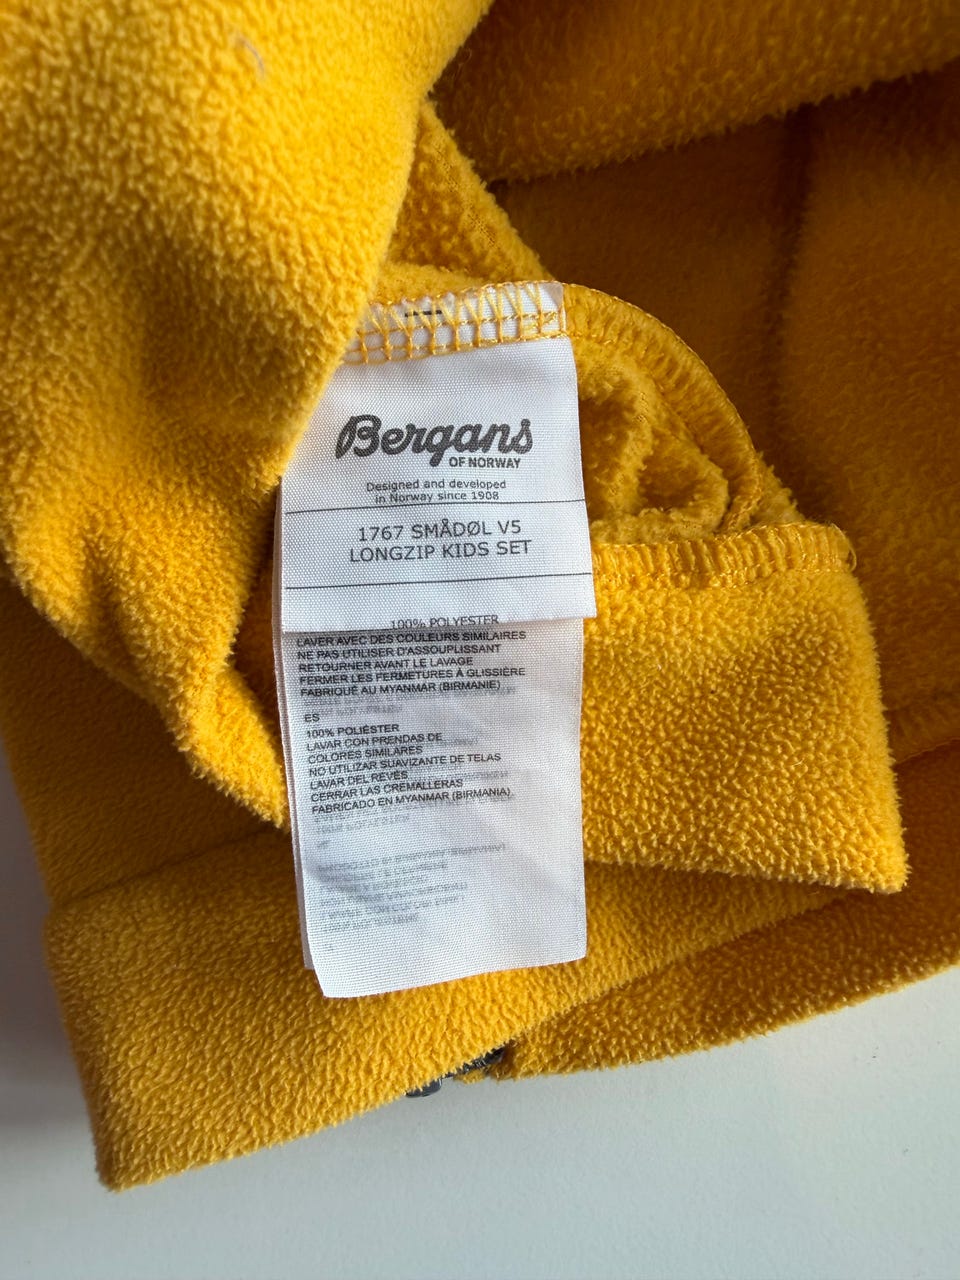 Bergans
OF NORWAY
Designed and developed
in Norway since 1908
1767 SMÅDØL V5
LONGZIP KIDS SET
100% POLYESTER
LAVER AVEC DES COULEURS SIMILAIRES
NE PAS UTILISER D'ASSOUPLISSANT
RETOURNER AVANT LE LAVAGE
FERMER LES FERMETURES À GLISSIÈRE
FABRIQUÉ AU MYANMAR (BIRMANIE)
ES
100% POLIÉSTER
LAVAR CON PRENDAS DE
COLORES SIMILARES
NO UTILIZAR SUAVIZANTE DE TELAS
LAVAR DEL REVÉS
CERRAR LAS CREMALLERAS
FABRICADO EN MYANMAR (BIRMANIA)